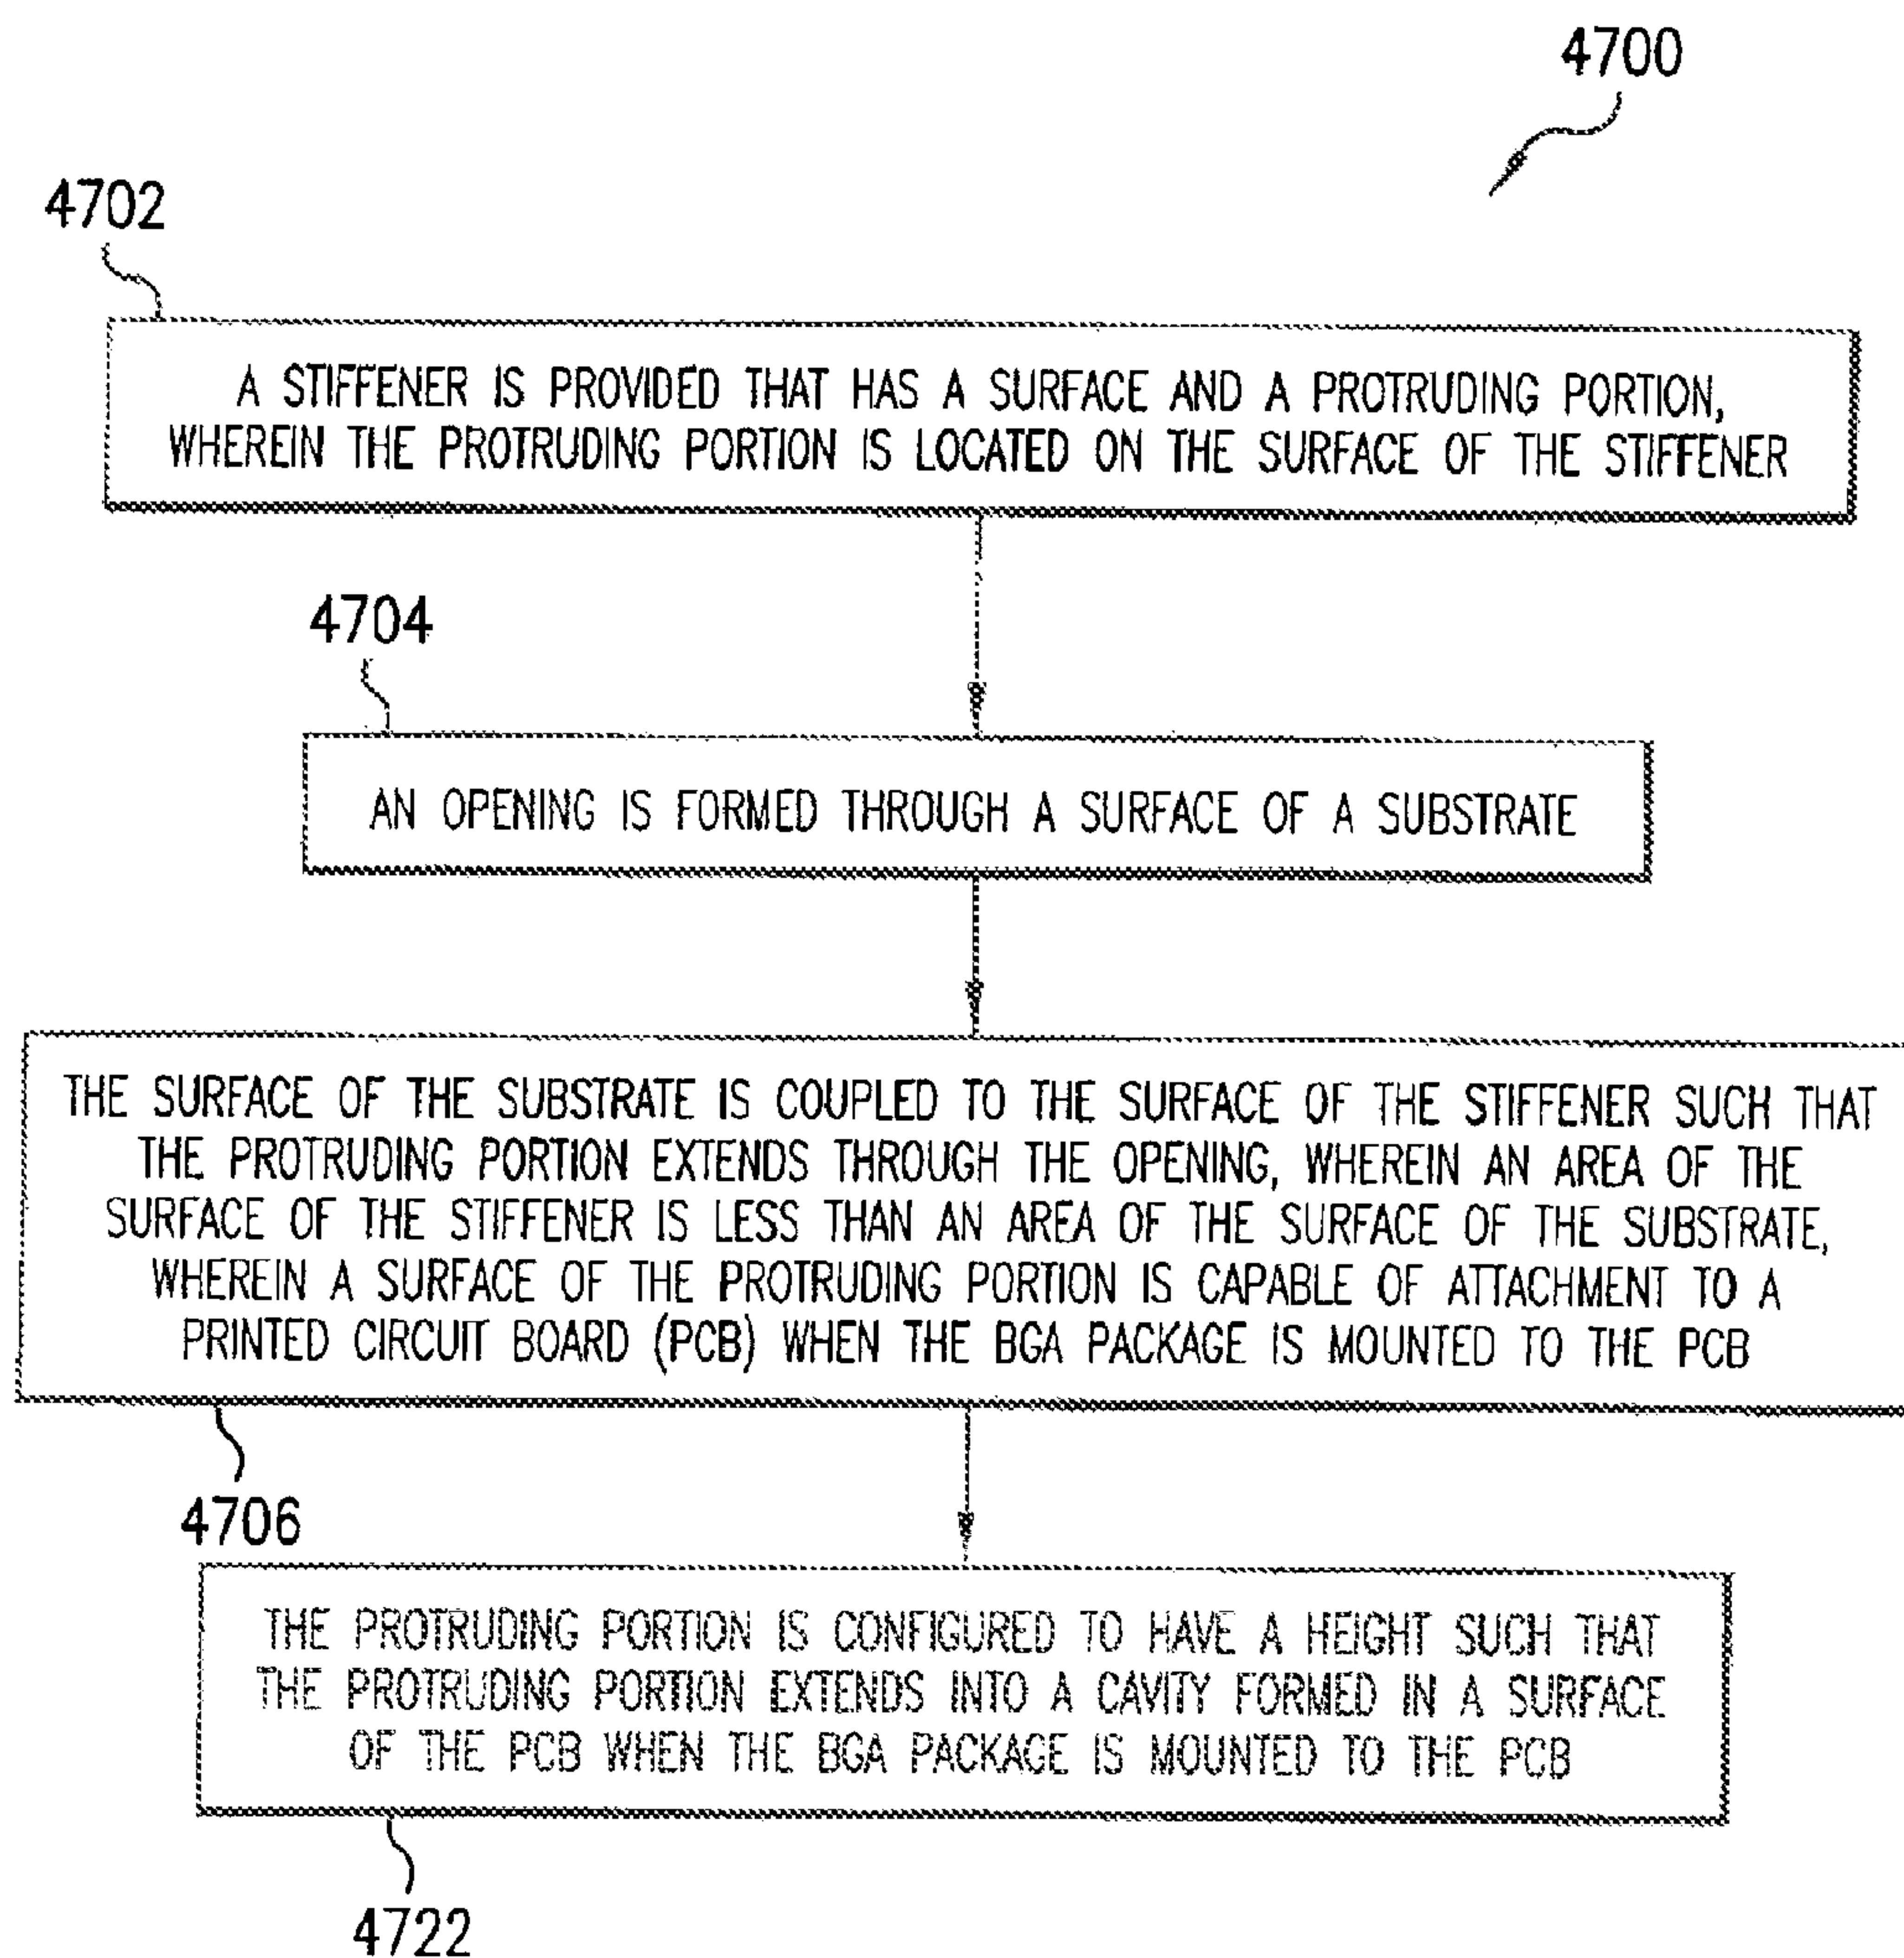 4700
4702
A STIFFENER IS PROVIDED THAT HAS A SURFACE AND A PROTRUDING PORTION,
WHEREIN THE PROTRUDING PORTION IS LOCATED ON THE SURFACE OF THE STIFFENER
4704
AN OPENING IS FORMED THROUGH A SURFACE OF A SUBSTRATE
THE SURFACE OF THE SUBSTRATE IS COUPLED TO THE SURFACE OF THE STIFFENER SUCH THAT
THE PROTRUDING PORTION EXTENDS THROUGH THE OPENING, WHEREIN AN AREA OF THE
SURFACE OF THE STIFFENER IS LESS THAN AN AREA OF THE SURFACE OF THE SUBSTRATE,
WHEREIN A SURFACE OF THE PROTRUDING PORTION IS CAPABLE OF ATTACHMENT TO A
PRINTED CIRCUIT BOARD (PCB) WHEN THE BGA PACKAGE IS MOUNTED TO THE PCB
4706
THE PROTRUDING PORTION IS CONFIGURED TO HAVE A HEIGHT SUCH THAT
THE PROTRUDING PORTION EXTENDS INTO A CAVITY FORMED IN A SURFACE
OF THE PCB WHEN THE BGA PACKAGE IS MOUNTED TO THE PCB
4722